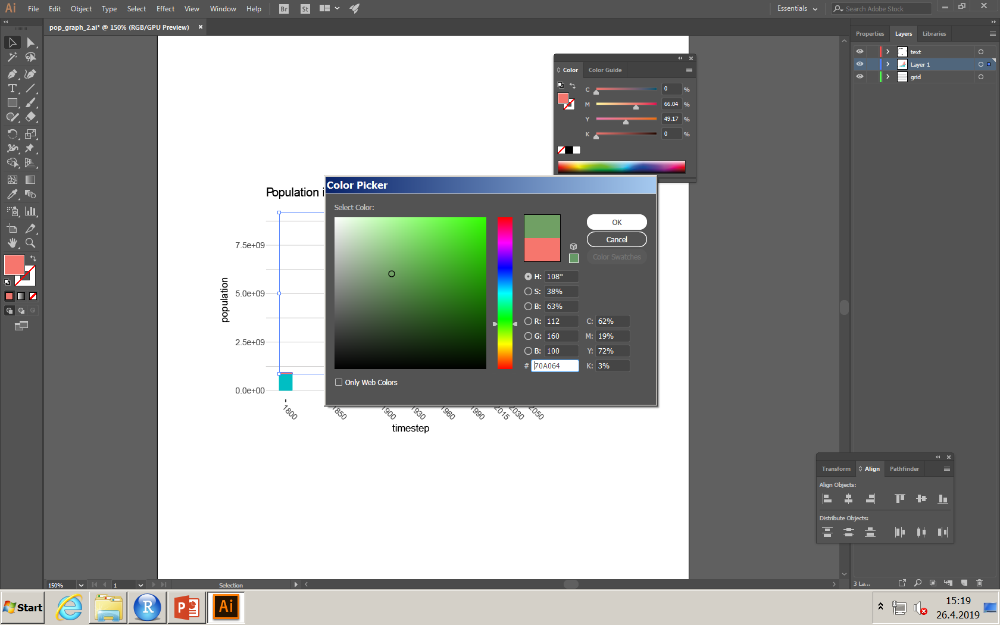 Ai File Edit Object Type Select Effect View Window Help Br St Essentials Search Adobe Stock
pop_graph_2.ai* @ 150% (RGB/GPU Preview) ×
Properties Layers Libraries
text
Layer 1
grid
Color Color Guide
C 0 %
M 66.04 %
Y 49.17 %
K 0 %
Population i
7.5e+09
5.0e+09
2.5e+09
0.0e+00
population
1800 1850 1900 1930 1960 1990 2015 2030 2050
timestep
Color Picker
Select Color:
OK
Cancel
Color Swatches
H: 108°
S: 38%
B: 63%
R: 112 C: 62%
G: 160 M: 19%
B: 100 Y: 72%
# 70A064 K: 3%
Only Web Colors
Transform Align Pathfinder
Align Objects:
Distribute Objects:
150% 1 Selection
3 La...
Start R P Ai
15:19
26.4.2019